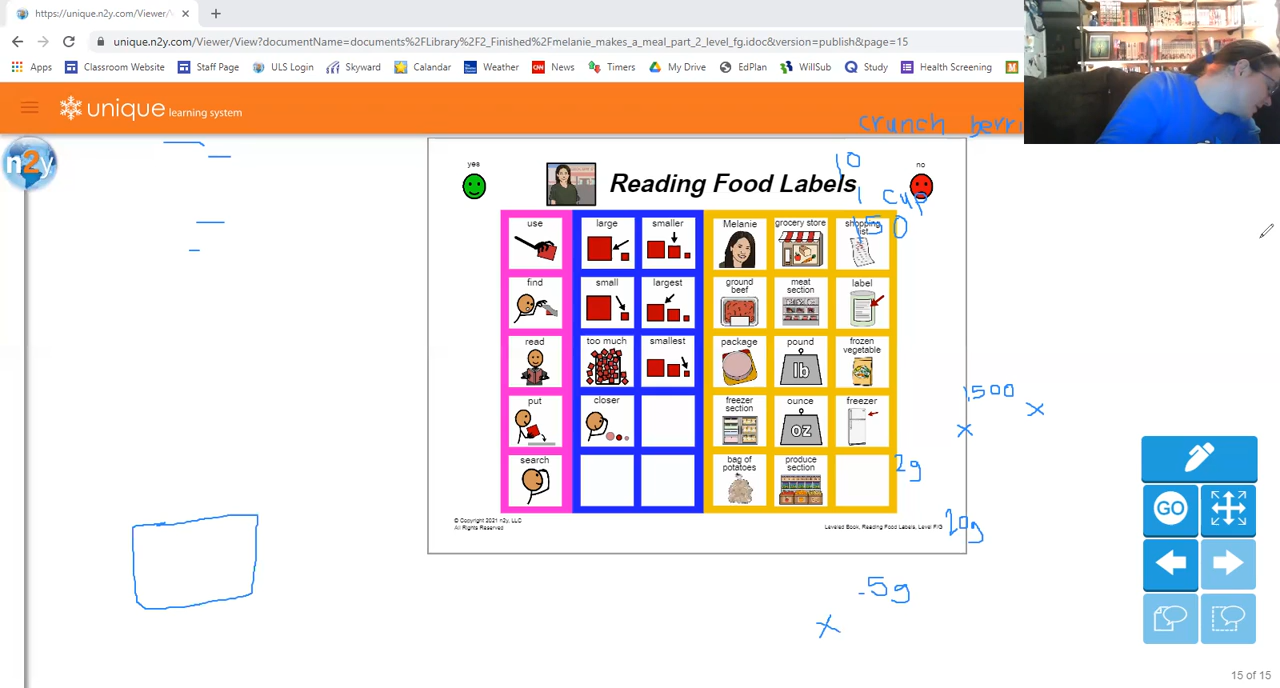 https://unique.n2y.com/Viewer/
unique.n2y.com/Viewer/View?documentName=documents%2FLibrary%2F2_Finished%2Fmelanie_makes_a_meal_part_2_level_fg.idoc&version=publish&page=15
Apps Classroom Website Staff Page ULS Login Skyward Calendar Weather News Timers My Drive EdPlan WillSub Study Health Screening
unique learning system
crunch berri
n2y
yes
Reading Food Labels
no
10
1 cup
150
use large smaller Melanie grocery store shopping list
find small largest ground beef meat section label
read too much smallest package pound frozen vegetable
lb
put closer freezer section ounce freezer
oz
1500 x
x
search bag of potatoes produce section
2g
© Copyright 2021 n2y, LLC
All Rights Reserved
Leveled Book, Reading Food Labels, Level F/G
20g
.5g
x
GO
15 of 15